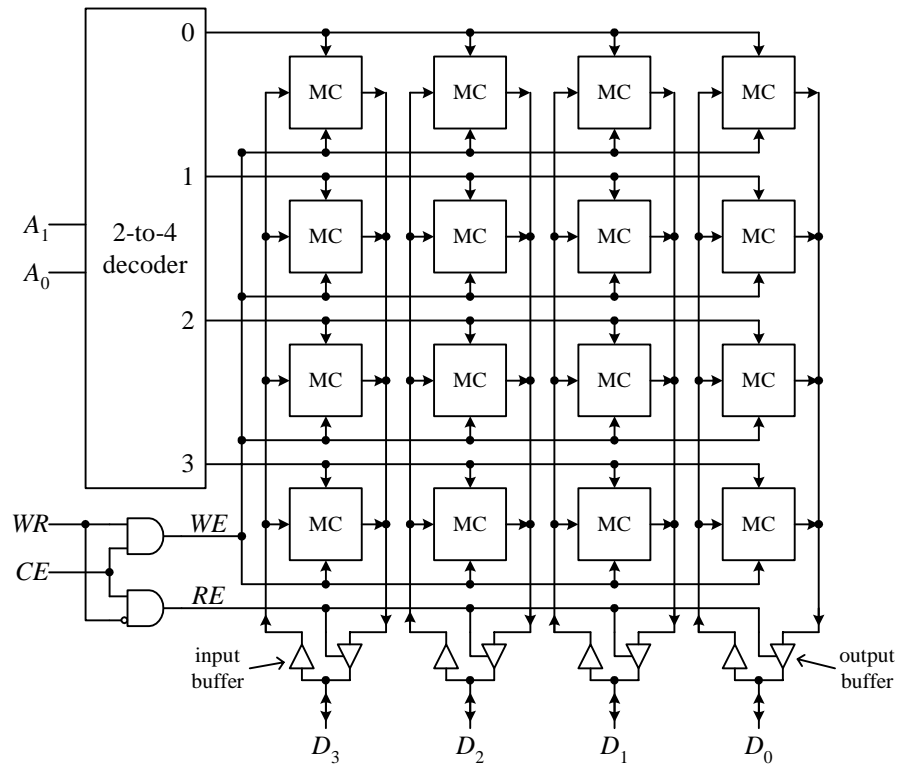 0
MC MC MC MC
1
A₁
2-to-4
decoder
MC MC MC MC
A₀
2
MC MC MC MC
3
WR
WE
MC MC MC MC
CE
RE
input
buffer
output
buffer
D₃ D₂ D₁ D₀